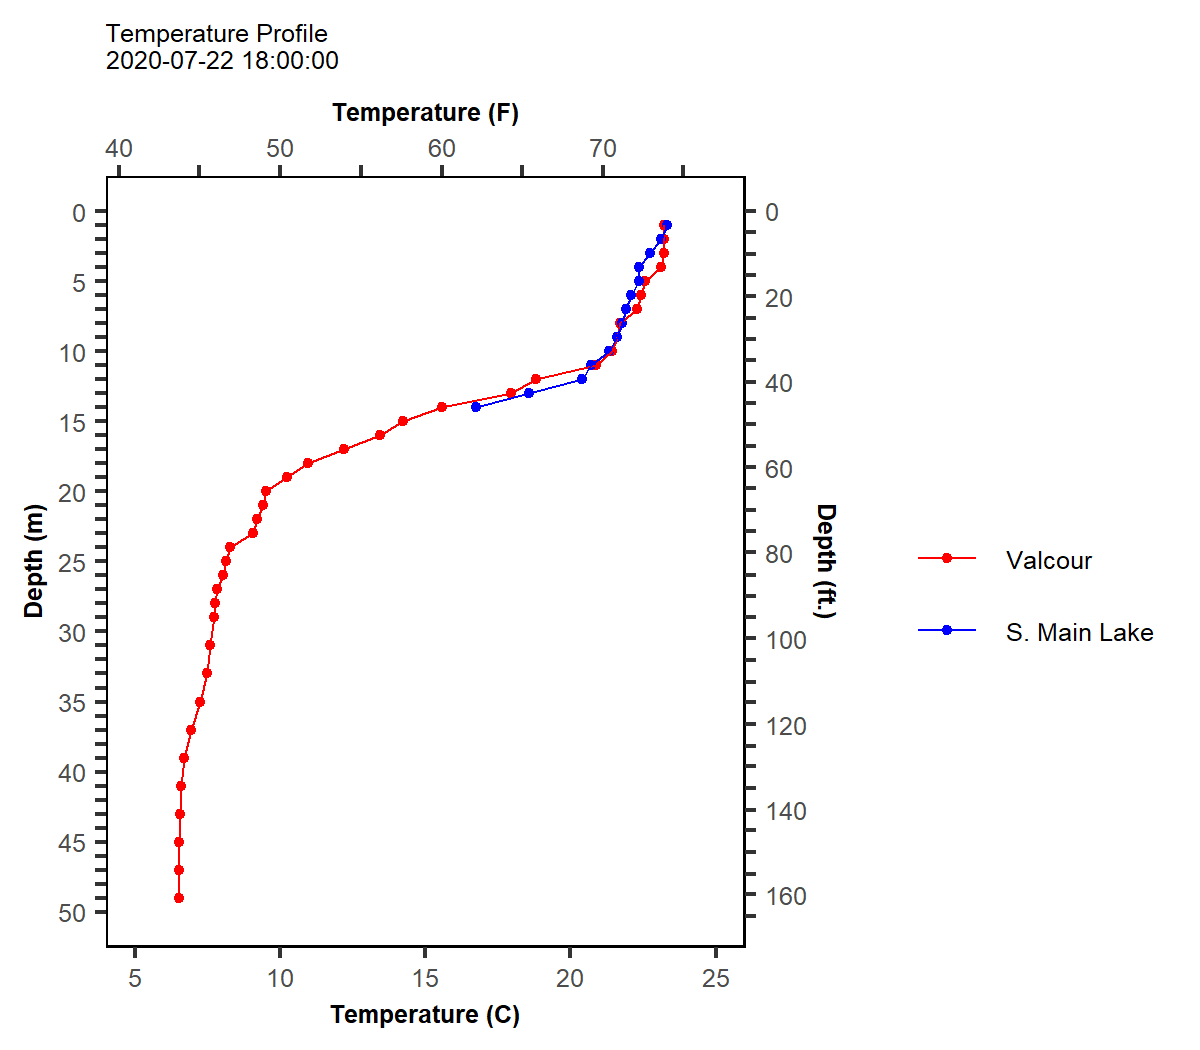 Temperature Profile
2020-07-22 18:00:00
Temperature (F)
40 50 60 70
0
5
10
15
20
25
30
35
40
45
50
Depth (m)
0
20
40
60
80
100
120
140
160
Depth (ft.)
Valcour
S. Main Lake
5 10 15 20 25
Temperature (C)